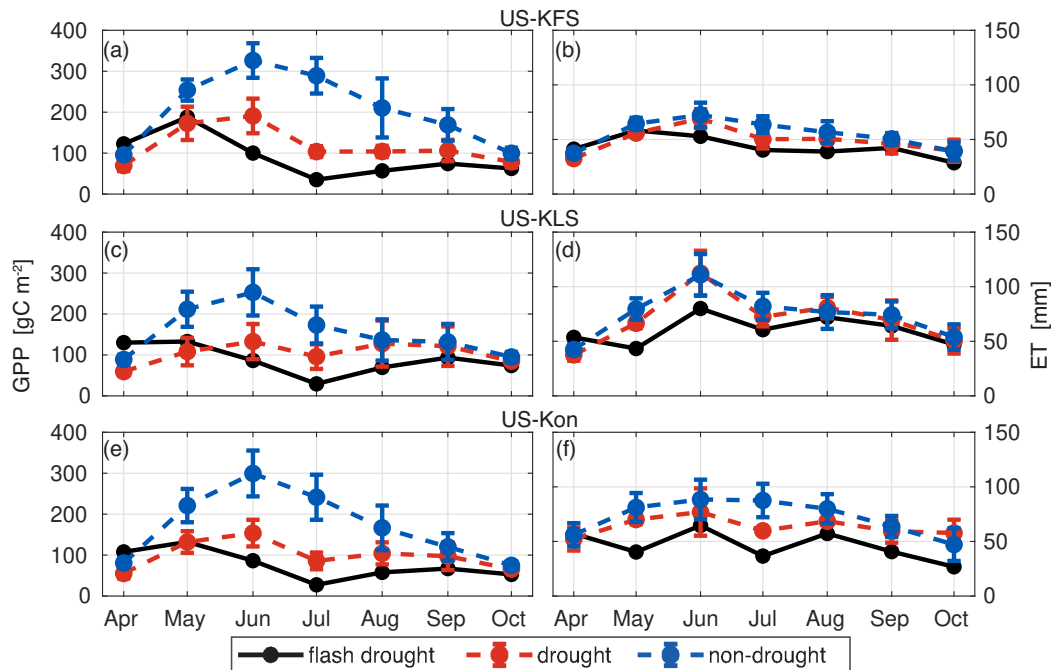 US-KFS
400 (a) (b) 150
300
200 100
100 50
0 0
US-KLS
400 (c) (d) 150
300
200 100
100 50
0 0
GPP [gC m⁻²]
ET [mm]
US-Kon
400 (e) (f) 150
300
200 100
100 50
0 0
Apr May Jun Jul Aug Sep Oct Apr May Jun Jul Aug Sep Oct
flash drought drought non-drought